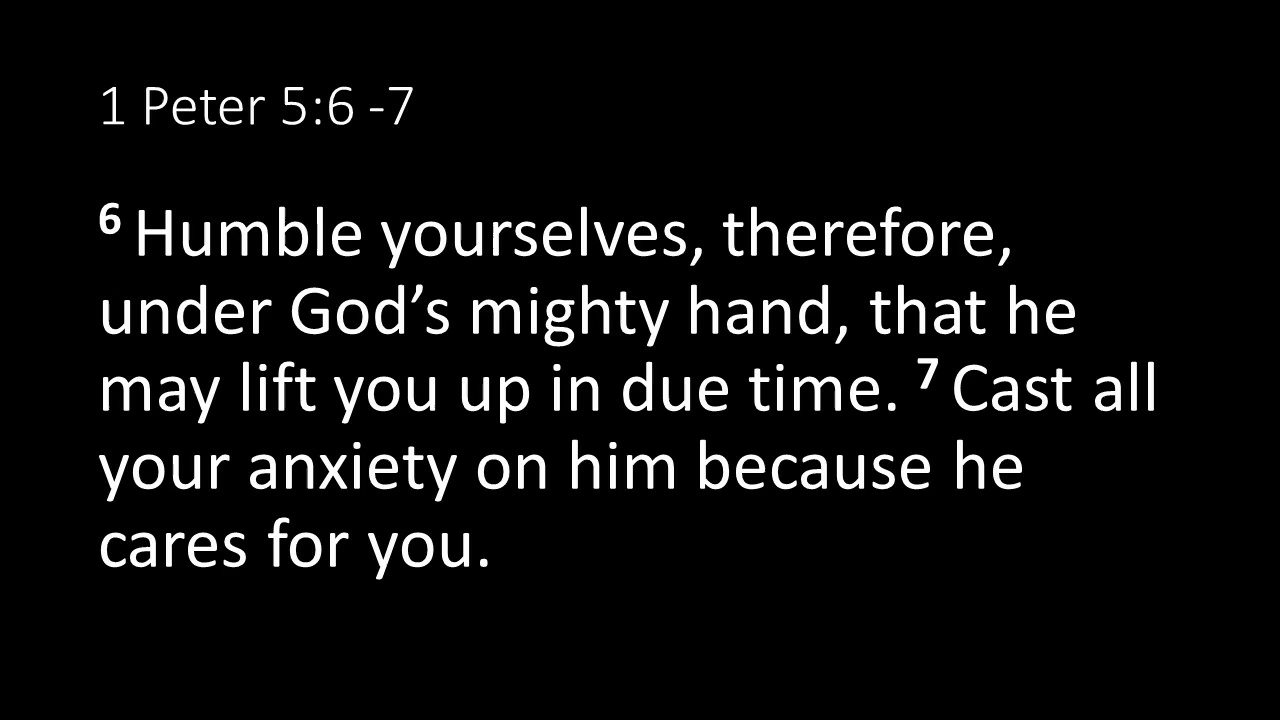 1 Peter 5:6 -7
6 Humble yourselves, therefore,
under God’s mighty hand, that he
may lift you up in due time. 7 Cast all
your anxiety on him because he
cares for you.